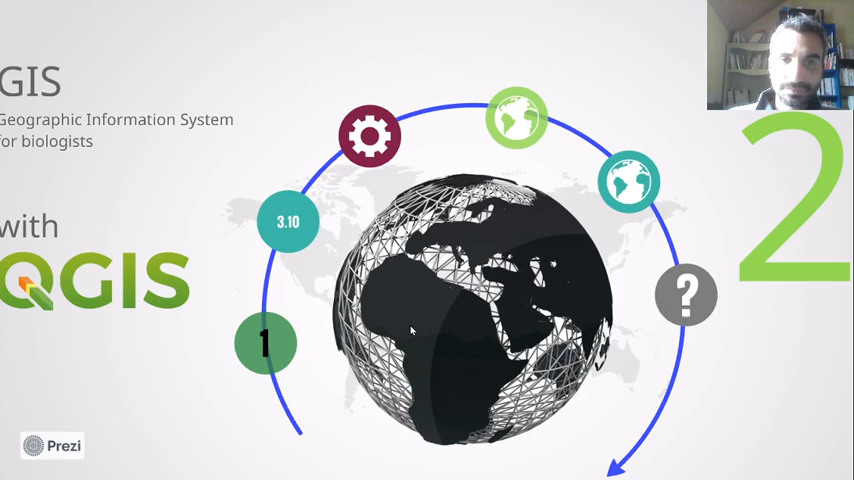 GIS
Geographic Information System
for biologists
with
QGIS
1
3.10
?
2
Prezi